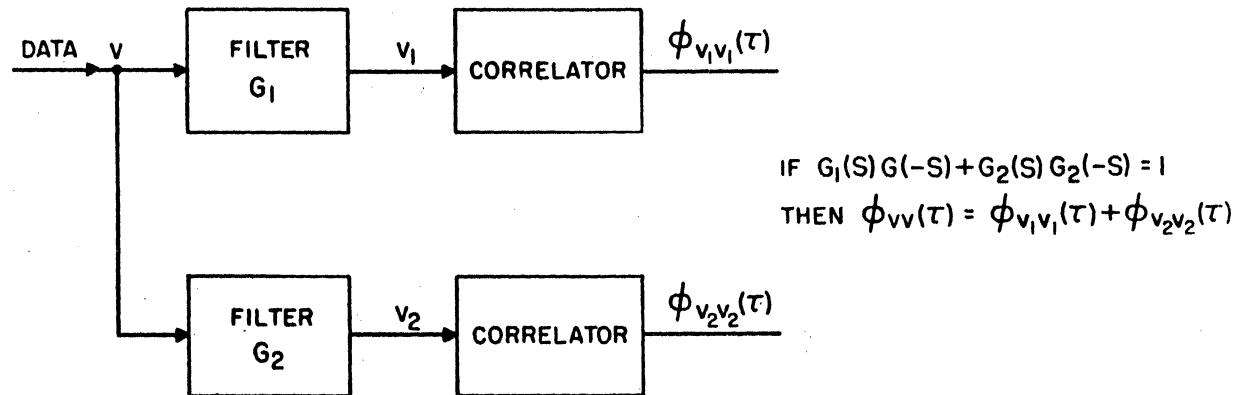 DATA V
FILTER
G₁
V₁
CORRELATOR
ϕv₁v₁(τ)
IF G₁(S)G(-S)+G₂(S)G₂(-S) = 1
THEN ϕvv(τ) = ϕv₁v₁(τ)+ϕv₂v₂(τ)
FILTER
G₂
V₂
CORRELATOR
ϕv₂v₂(τ)